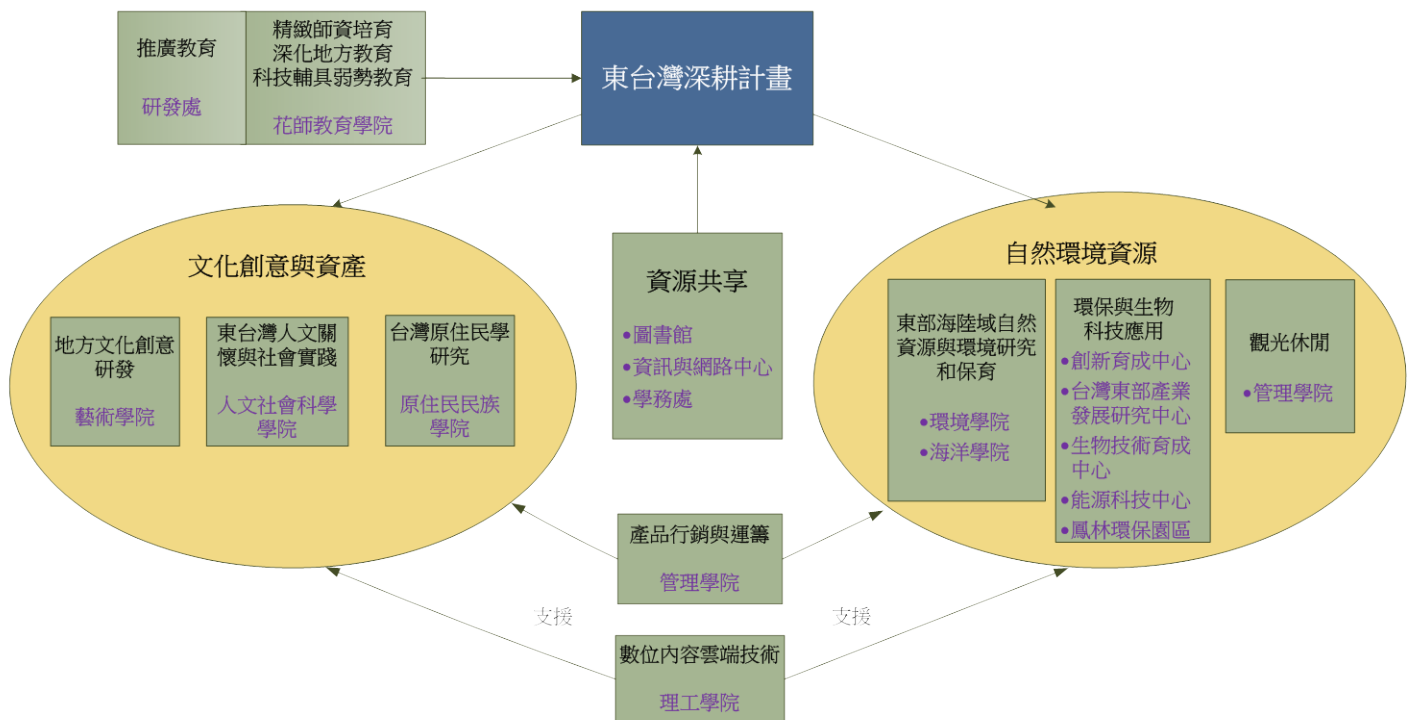 推廣教育
研發處
精緻師資培育
深化地方教育
科技輔具弱勢教育
花師教育學院
東台灣深耕計畫
文化創意與資產
地方文化創意
研發
藝術學院
東台灣人文關
懷與社會實踐
人文社會科學
學院
台灣原住民學
研究
原住民民族
學院
資源共享
•圖書館
•資訊與網路中心
•學務處
自然環境資源
東部海陸域自然
資源與環境研究
和保育
•環境學院
•海洋學院
環保與生物
科技應用
•創新育成中心
•台灣東部產業
發展研究中心
•生物技術育成
中心
•能源科技中心
•鳳林環保園區
觀光休閒
•管理學院
產品行銷與運籌
管理學院
支援
支援
數位內容雲端技術
理工學院